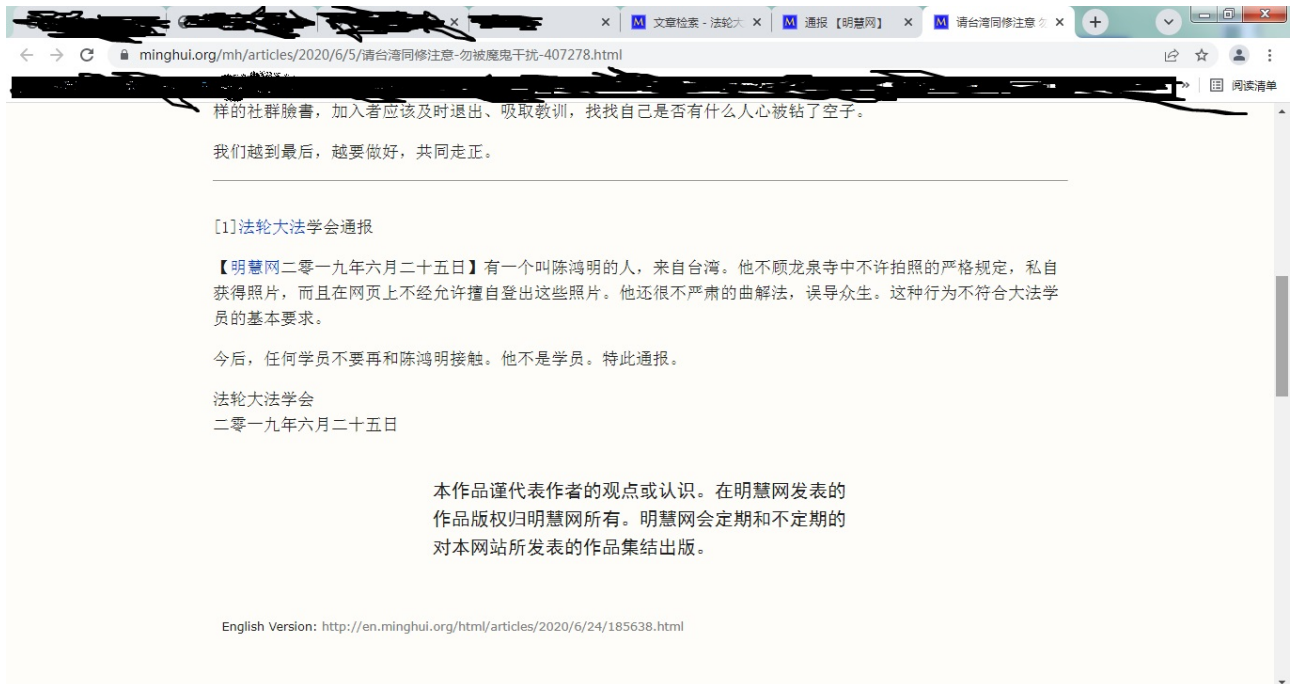 文章检索 - 法轮大
通报 【明慧网】
请台湾同修注意 勿
minghui.org/mh/articles/2020/6/5/请台湾同修注意-勿被魔鬼干扰-407278.html
阅读清单
样的社群臉書，加入者应该及时退出、吸取教训，找找自己是否有什么人心被钻了空子。
我们越到最后，越要做好，共同走正。
[1]法轮大法学会通报
【明慧网二零一九年六月二十五日】有一个叫陈鸿明的人，来自台湾。他不顾龙泉寺中不许拍照的严格规定，私自
获得照片，而且在网页上不经允许擅自登出这些照片。他还很不严肃的曲解法，误导众生。这种行为不符合大法学
员的基本要求。
今后，任何学员不要再和陈鸿明接触。他不是学员。特此通报。
法轮大法学会
二零一九年六月二十五日
本作品谨代表作者的观点或认识。在明慧网发表的
作品版权归明慧网所有。明慧网会定期和不定期的
对本网站所发表的作品集结出版。
English Version: http://en.minghui.org/html/articles/2020/6/24/185638.html